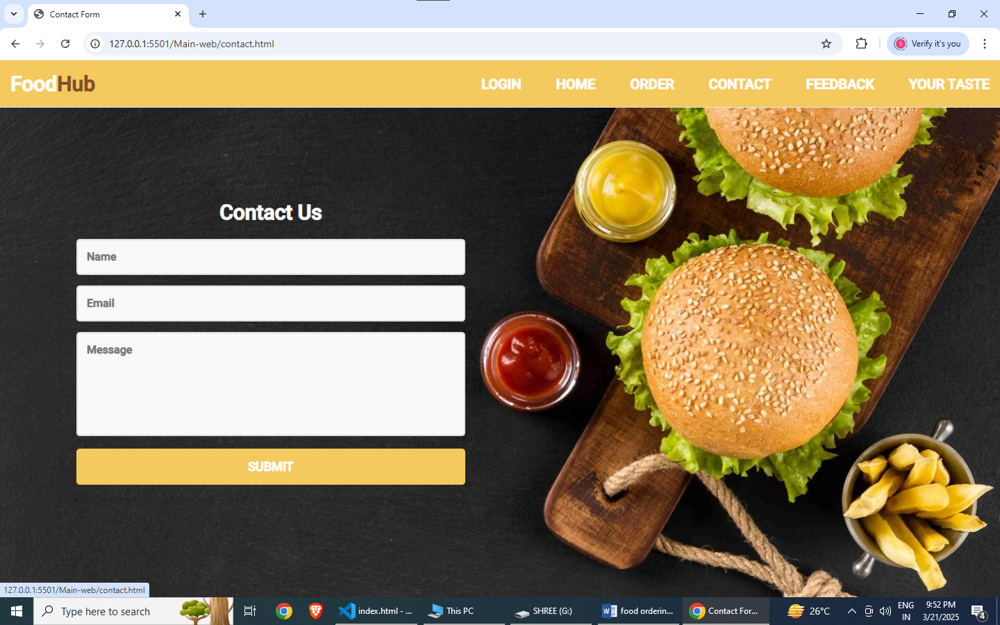 Contact Form
127.0.0.1:5501/Main-web/contact.html
S
Verify it's you
FoodHub
LOGIN
HOME
ORDER
CONTACT
FEEDBACK
YOUR TASTE
Contact Us
Name
Email
Message
SUBMIT
127.0.0.1:5501/Main-web/contact.html
Type here to search
index.html - ...
This PC
SHREE (G:)
food orderin...
Contact For...
26°C
ENG
IN
9:52 PM
3/21/2025
4